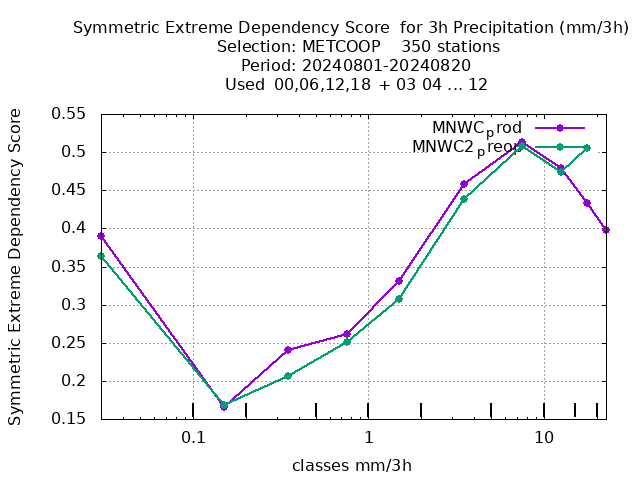 Symmetric Extreme Dependency Score  for 3h Precipitation (mm/3h)
Selection: METCOOP    350 stations
Period: 20240801-20240820
Used  00,06,12,18  + 03 04 ... 12
Symmetric Extreme Dependency Score
0.55
0.5
0.45
0.4
0.35
0.3
0.25
0.2
0.15
MNWCprod
MNWC2preop
0.1
1
10
classes mm/3h